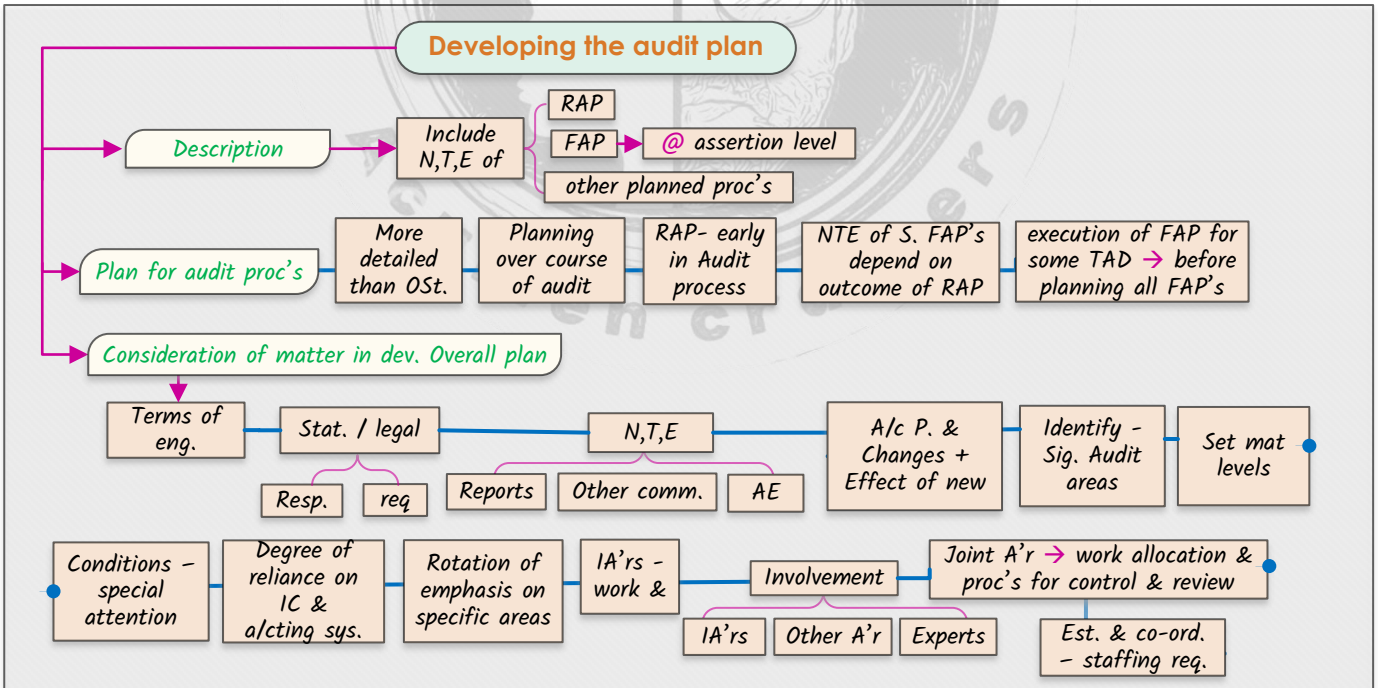 Developing the audit plan
Description
Include
N,T,E of
RAP
FAP
@ assertion level
other planned proc's
Plan for audit proc's
More
detailed
than OSt.
Planning
over course
of audit
RAP- early
in Audit
process
NTE of S. FAP's
depend on
outcome of RAP
execution of FAP for
some TAD → before
planning all FAP's
Consideration of matter in dev. Overall plan
Terms of
eng.
Stat. / legal
Resp.
req
N,T,E
Reports
Other comm.
AE
A/c P. &
Changes +
Effect of new
Identify -
Sig. Audit
areas
Set mat
levels
Conditions –
special
attention
Degree of
reliance on
IC &
a/cting sys.
Rotation of
emphasis on
specific areas
IA'rs -
work &
Involvement
IA'rs
Other A'r
Experts
Joint A'r → work allocation &
proc's for control & review
Est. & co-ord.
– staffing req.